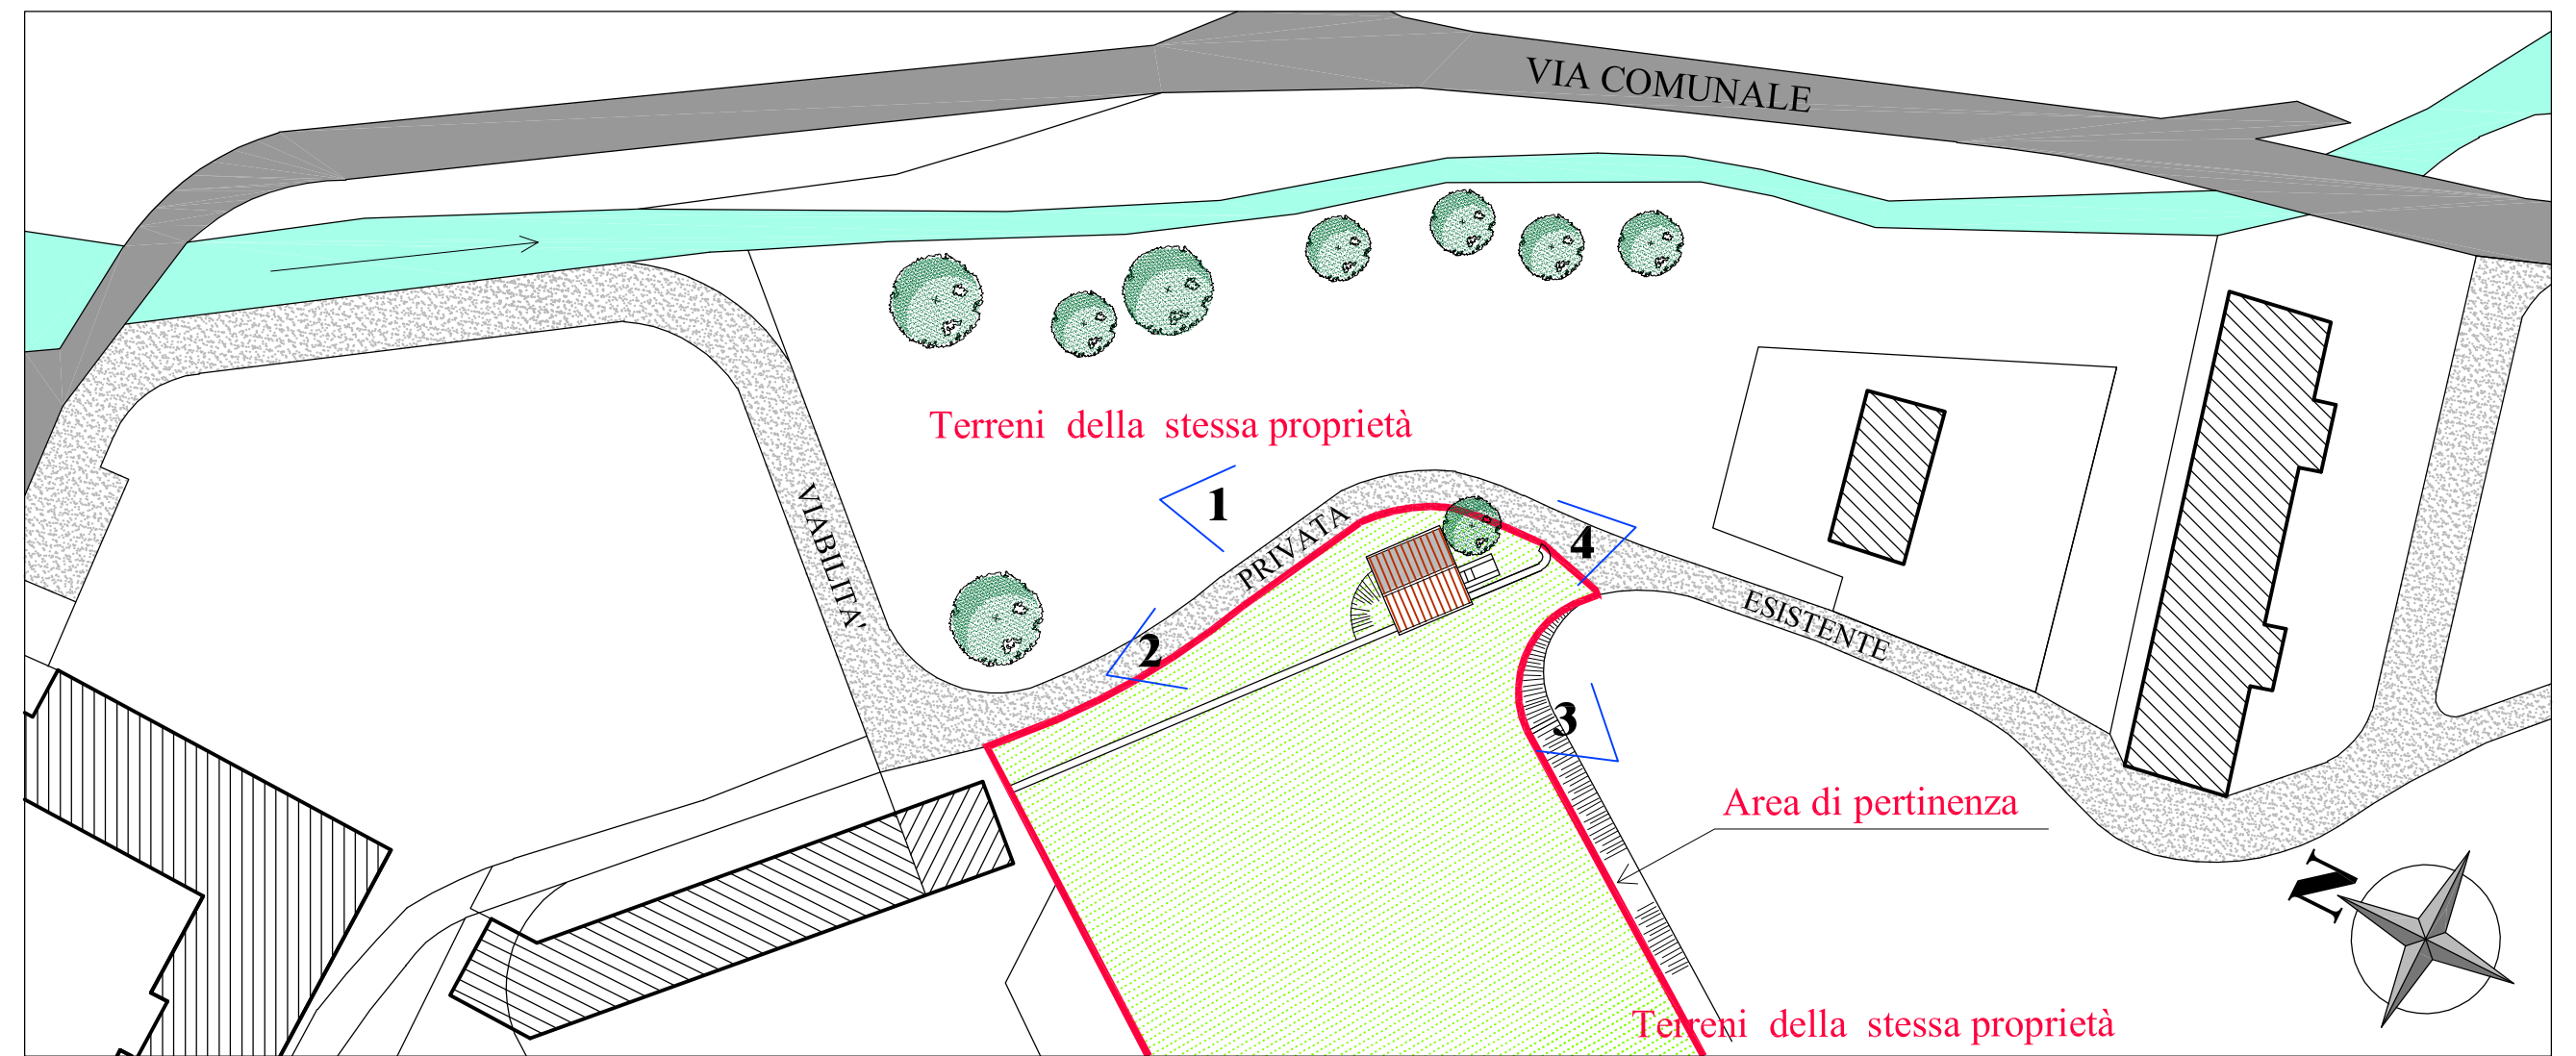 VIA COMUNALE
Terreni della stessa proprietà
1
VIABILITA'
PRIVATA
4
ESISTENTE
2
3
Area di pertinenza
N
Terreni della stessa proprietà